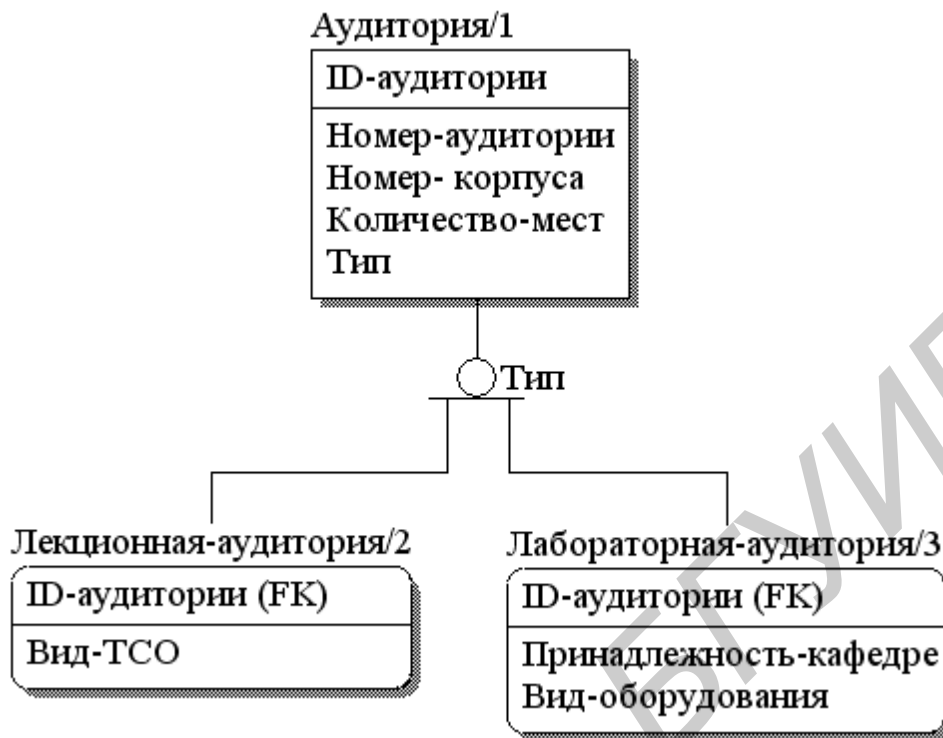 Аудитория/1
ID-аудитории
Номер-аудитории
Номер- корпуса
Количество-мест
Тип
Тип
Лекционная-аудитория/2
ID-аудитории (FK)
Вид-ТСО
Лабораторная-аудитория/3
ID-аудитории (FK)
Принадлежность-кафедре
Вид-оборудования